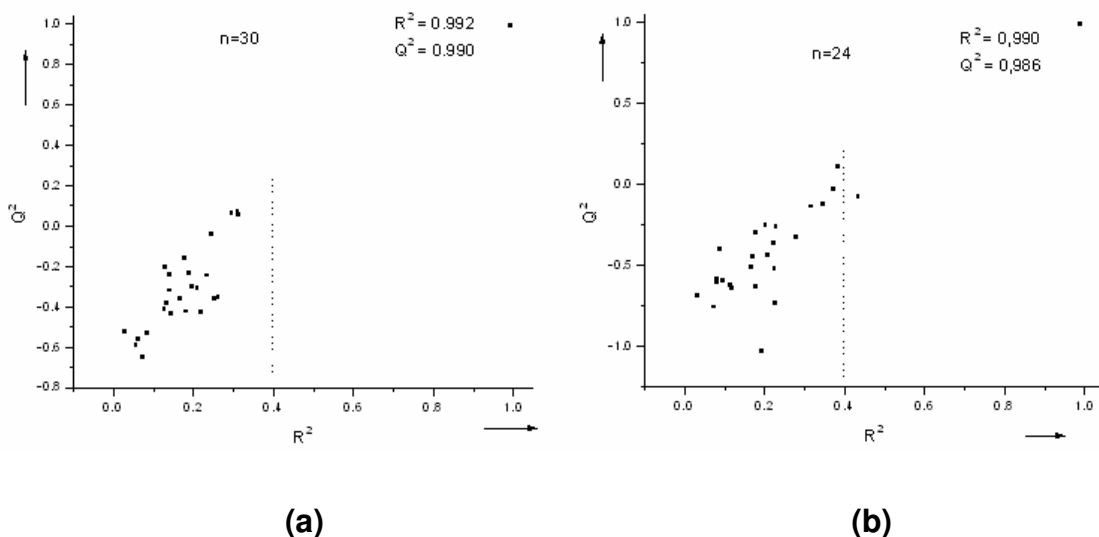 1.0
0.8
0.6
0.4
0.2
0.0
-0.2
-0.4
-0.6
-0.8
Q²
n=30
R² = 0.992
Q² = 0.990
0.0 0.2 0.4 0.6 0.8 1.0
R²
(a)
1.0
0.5
0.0
-0.5
-1.0
Q²
n=24
R² = 0,990
Q² = 0,986
0.0 0.2 0.4 0.6 0.8 1.0
R²
(b)